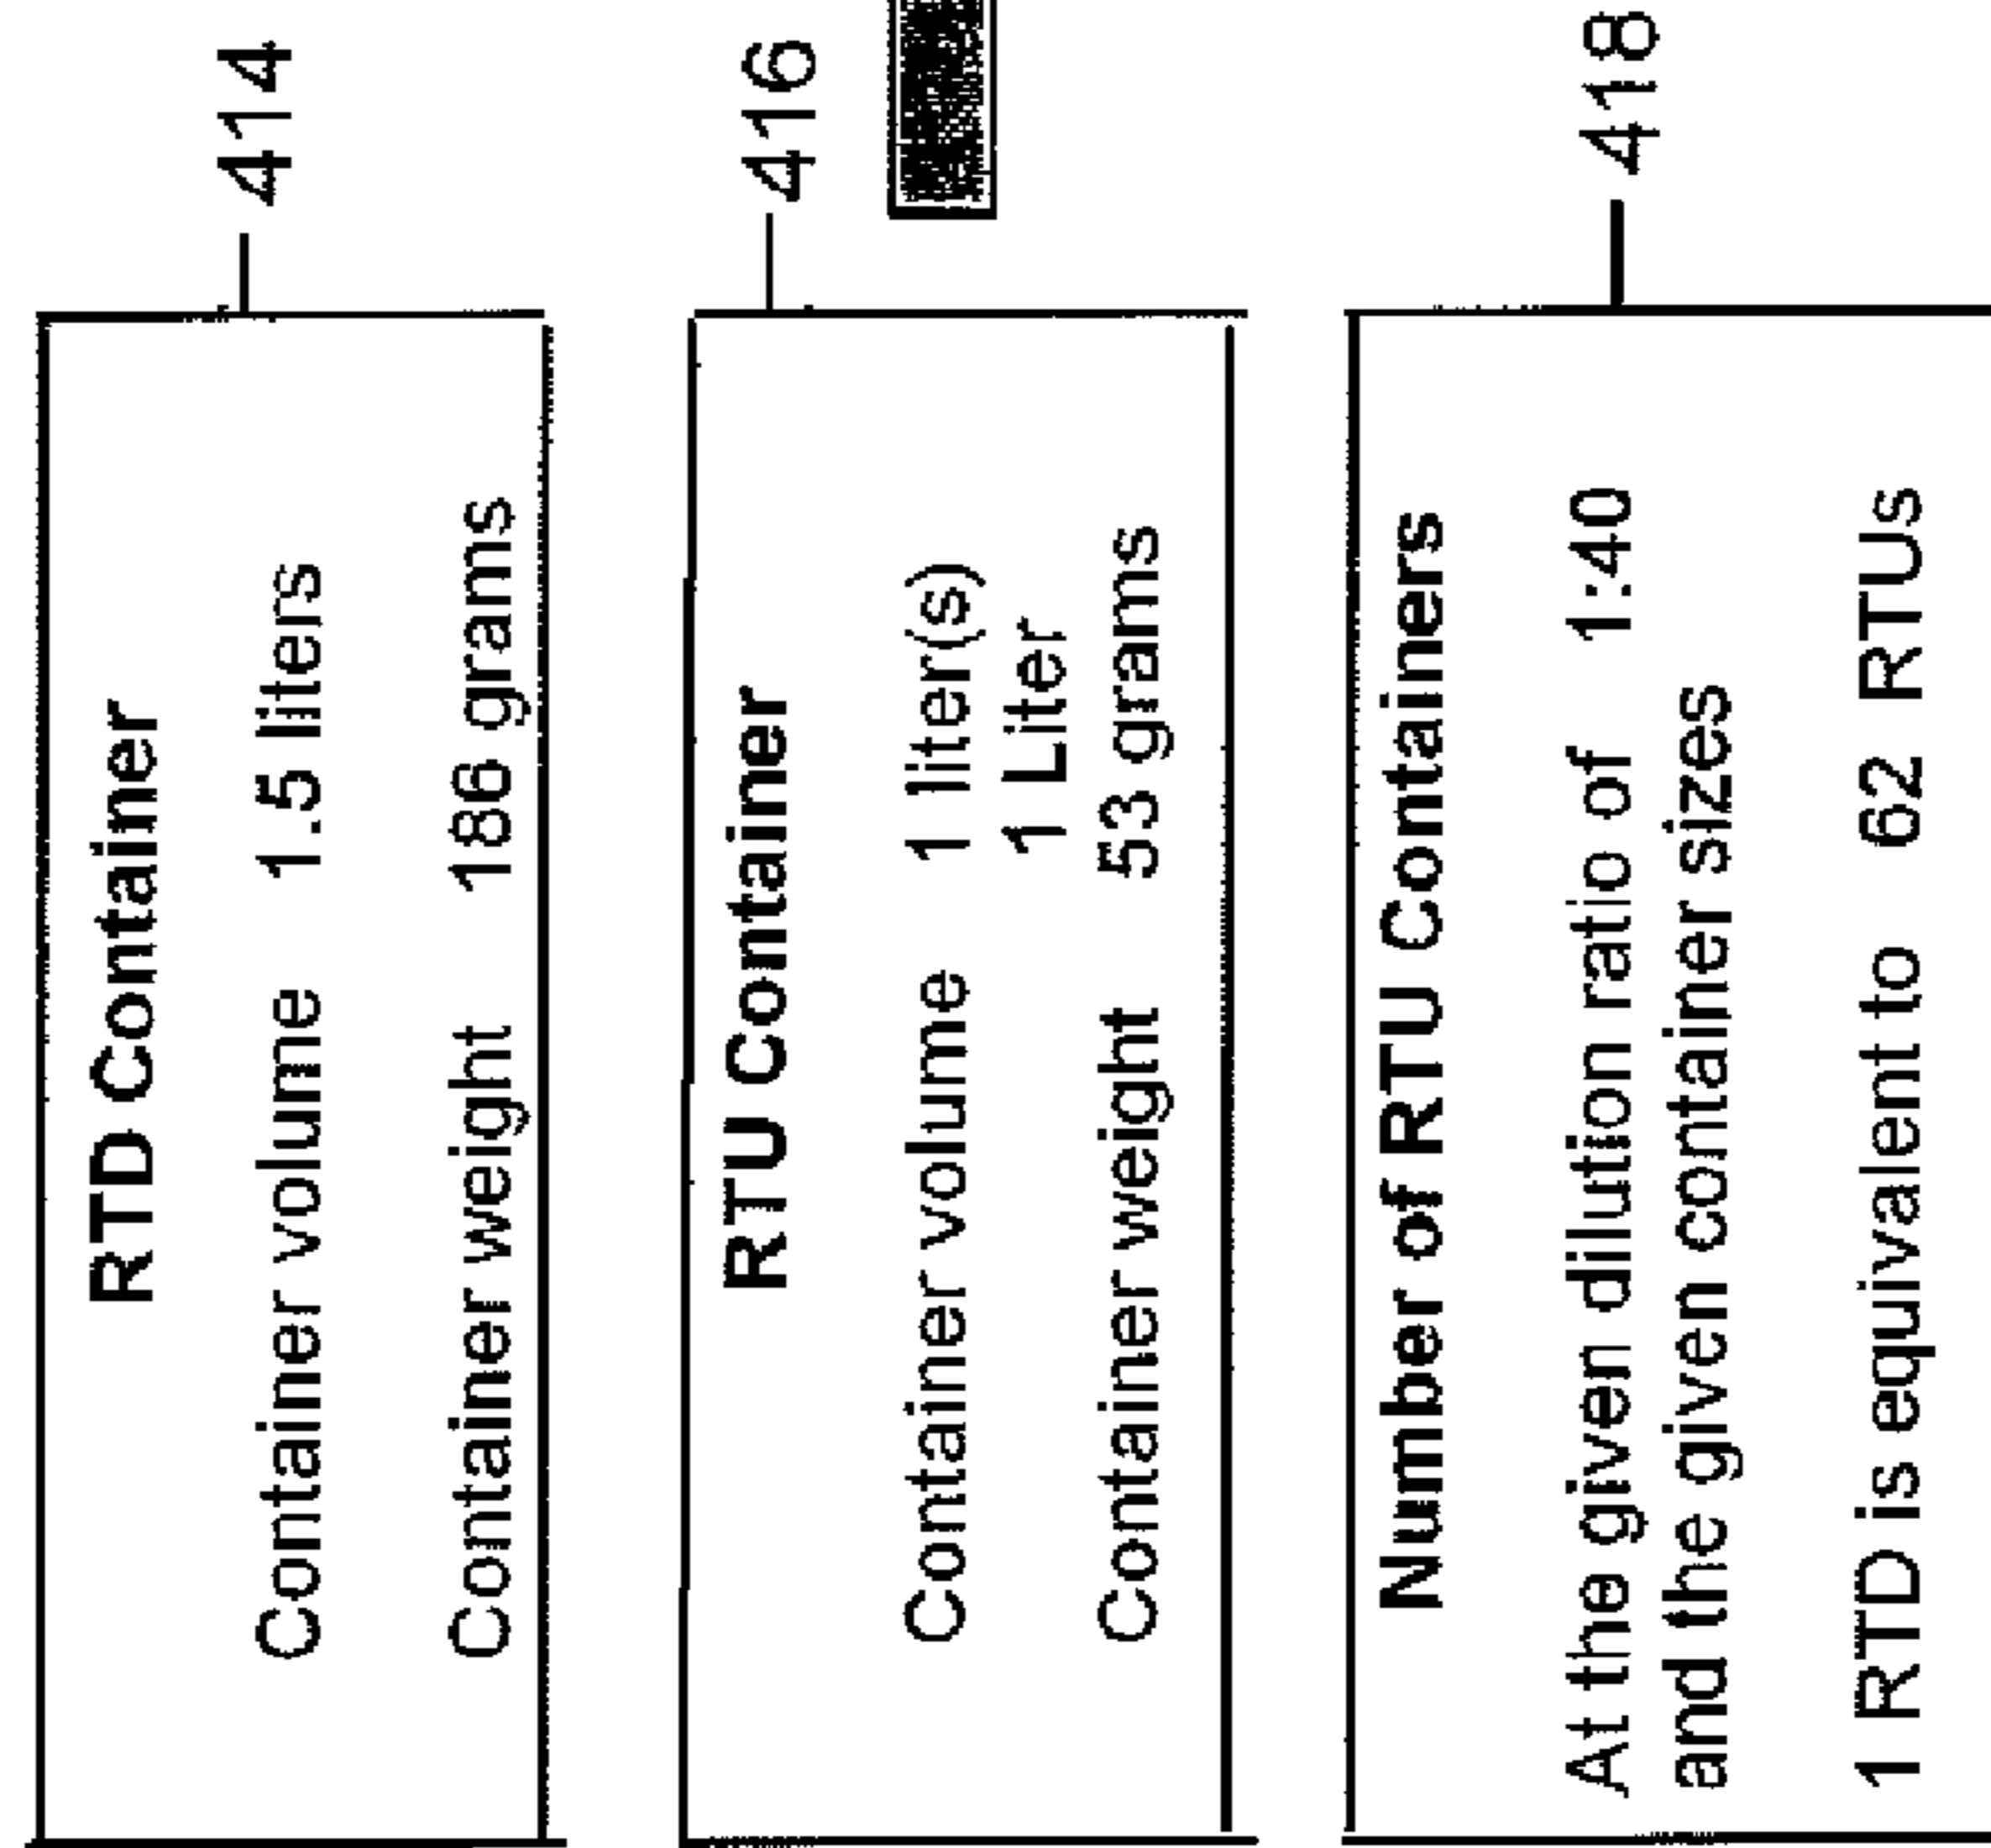 RTD Container
Container volume 1.5 liters
414
Container weight 186 grams
RTU Container
416
Container volume 1 liter(s)
1 Liter
Container weight 53 grams
Number of RTU Containers
At the given dilution ratio of 1:40
418
and the given container sizes
1 RTD is equivalent to 62 RTUs